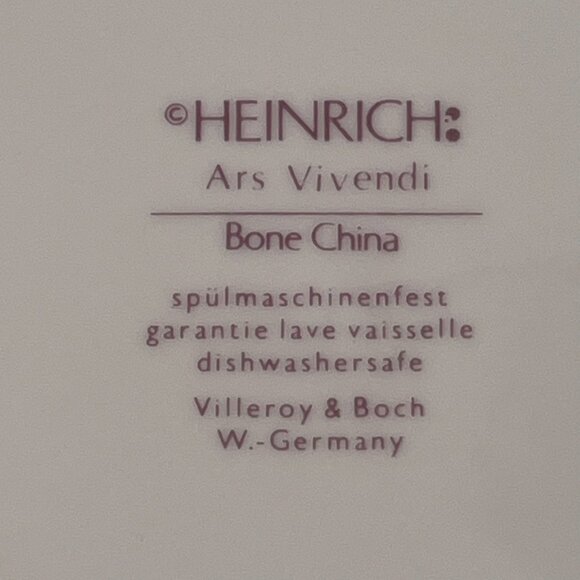 ©HEINRICH:
Ars Vivendi
Bone China
spülmaschinenfest
garantie lave vaisselle
dishwashersafe
Villeroy & Boch
W.-Germany